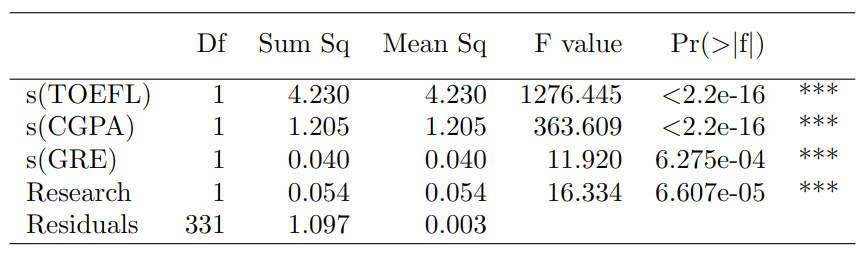 Df Sum Sq Mean Sq F value Pr(>|f|)
s(TOEFL) 1 4.230 4.230 1276.445 <2.2e-16 ***
s(CGPA) 1 1.205 1.205 363.609 <2.2e-16 ***
s(GRE) 1 0.040 0.040 11.920 6.275e-04 ***
Research 1 0.054 0.054 16.334 6.607e-05 ***
Residuals 331 1.097 0.003